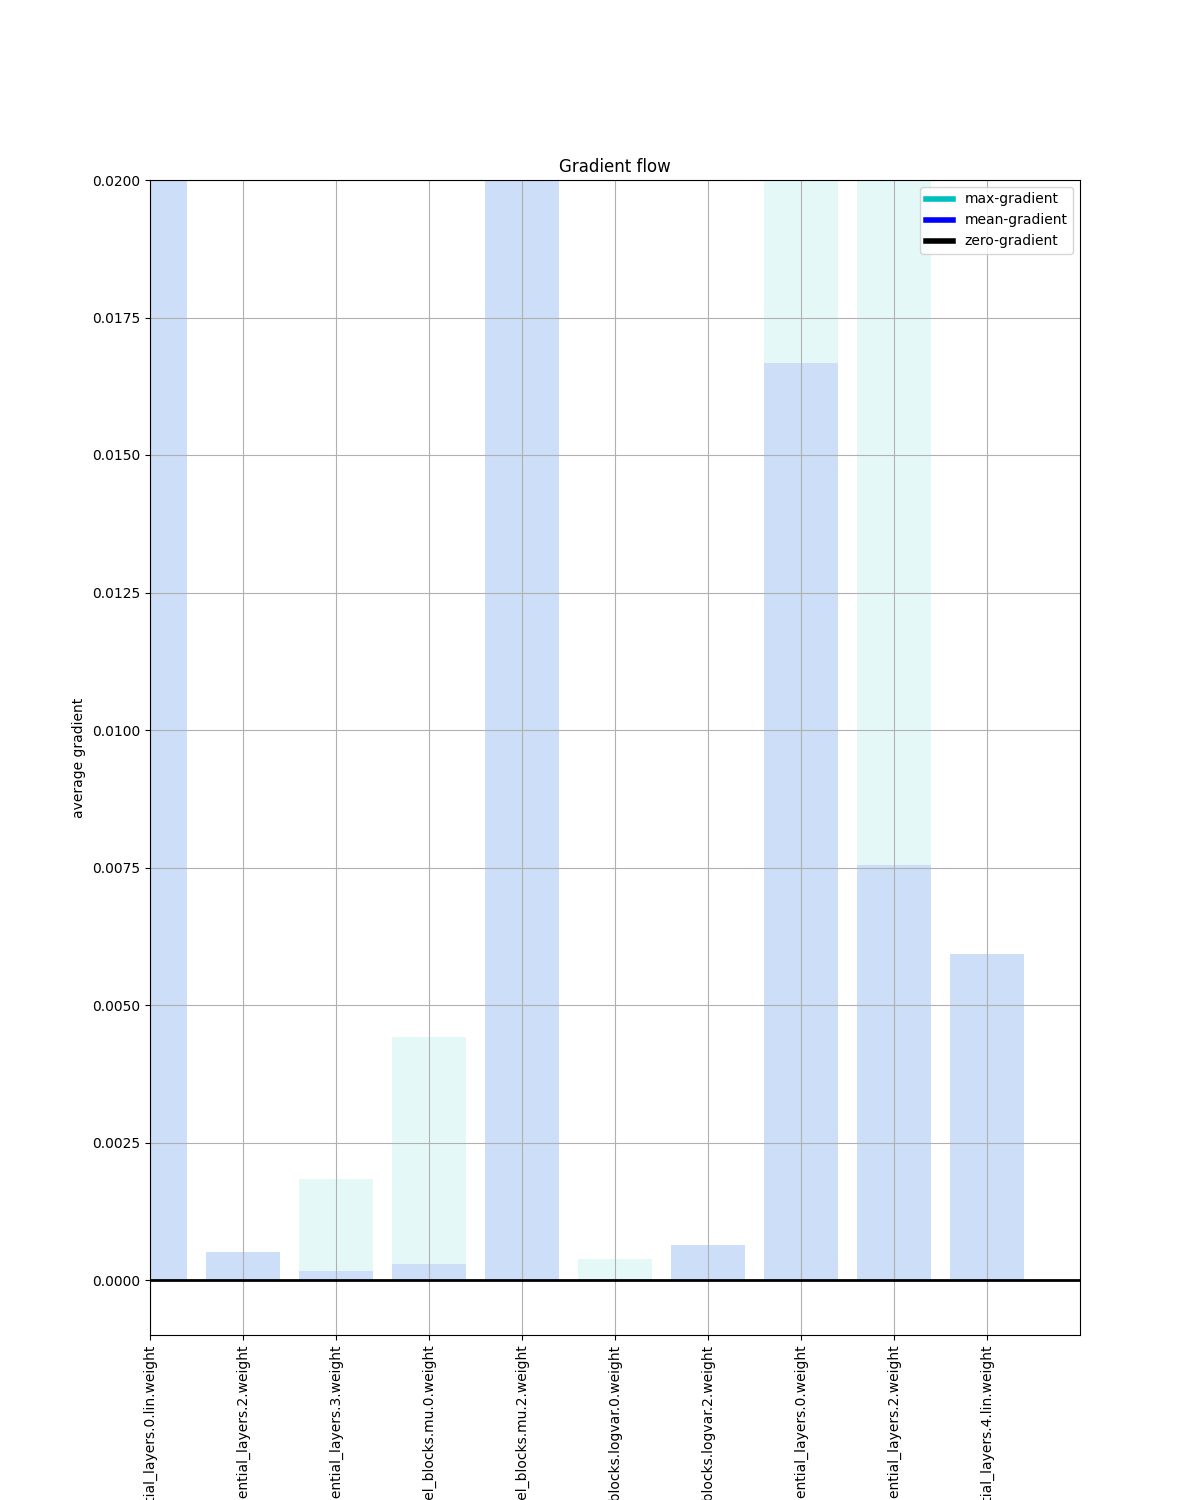 Gradient flow
max-gradient
mean-gradient
zero-gradient
0.0200
0.0175
0.0150
0.0125
0.0100
0.0075
0.0050
0.0025
0.0000
average gradient
tial_layers.0.lin.weight
ential_layers.2.weight
ential_layers.3.weight
el_blocks.mu.0.weight
el_blocks.mu.2.weight
blocks.logvar.0.weight
blocks.logvar.2.weight
ential_layers.0.weight
ential_layers.2.weight
tial_layers.4.lin.weight